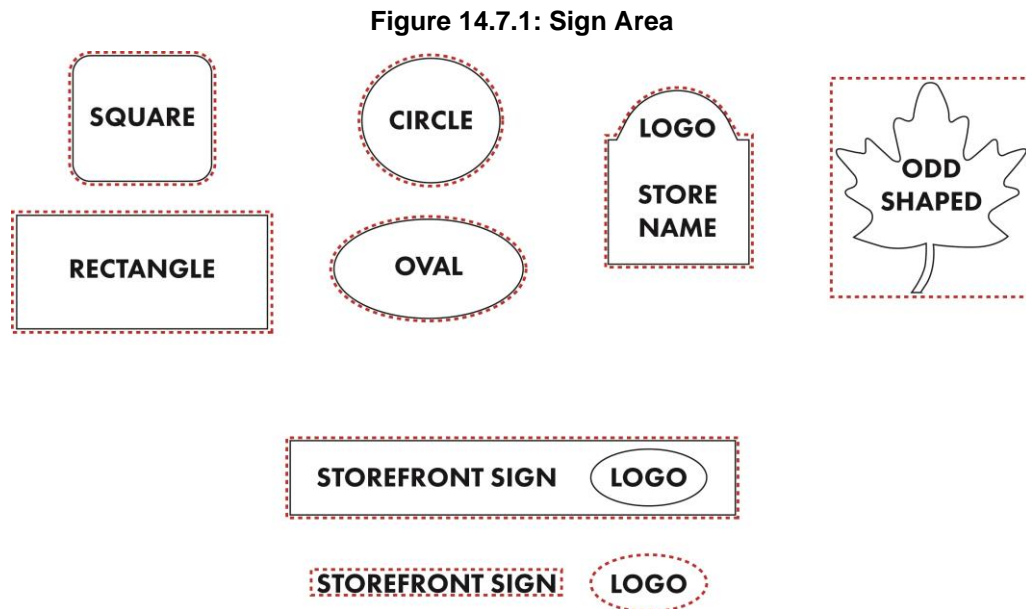 Figure 14.7.1: Sign Area
SQUARE
CIRCLE
LOGO
STORE
NAME
ODD
SHAPED
RECTANGLE
OVAL
STOREFRONT SIGN LOGO
STOREFRONT SIGN LOGO